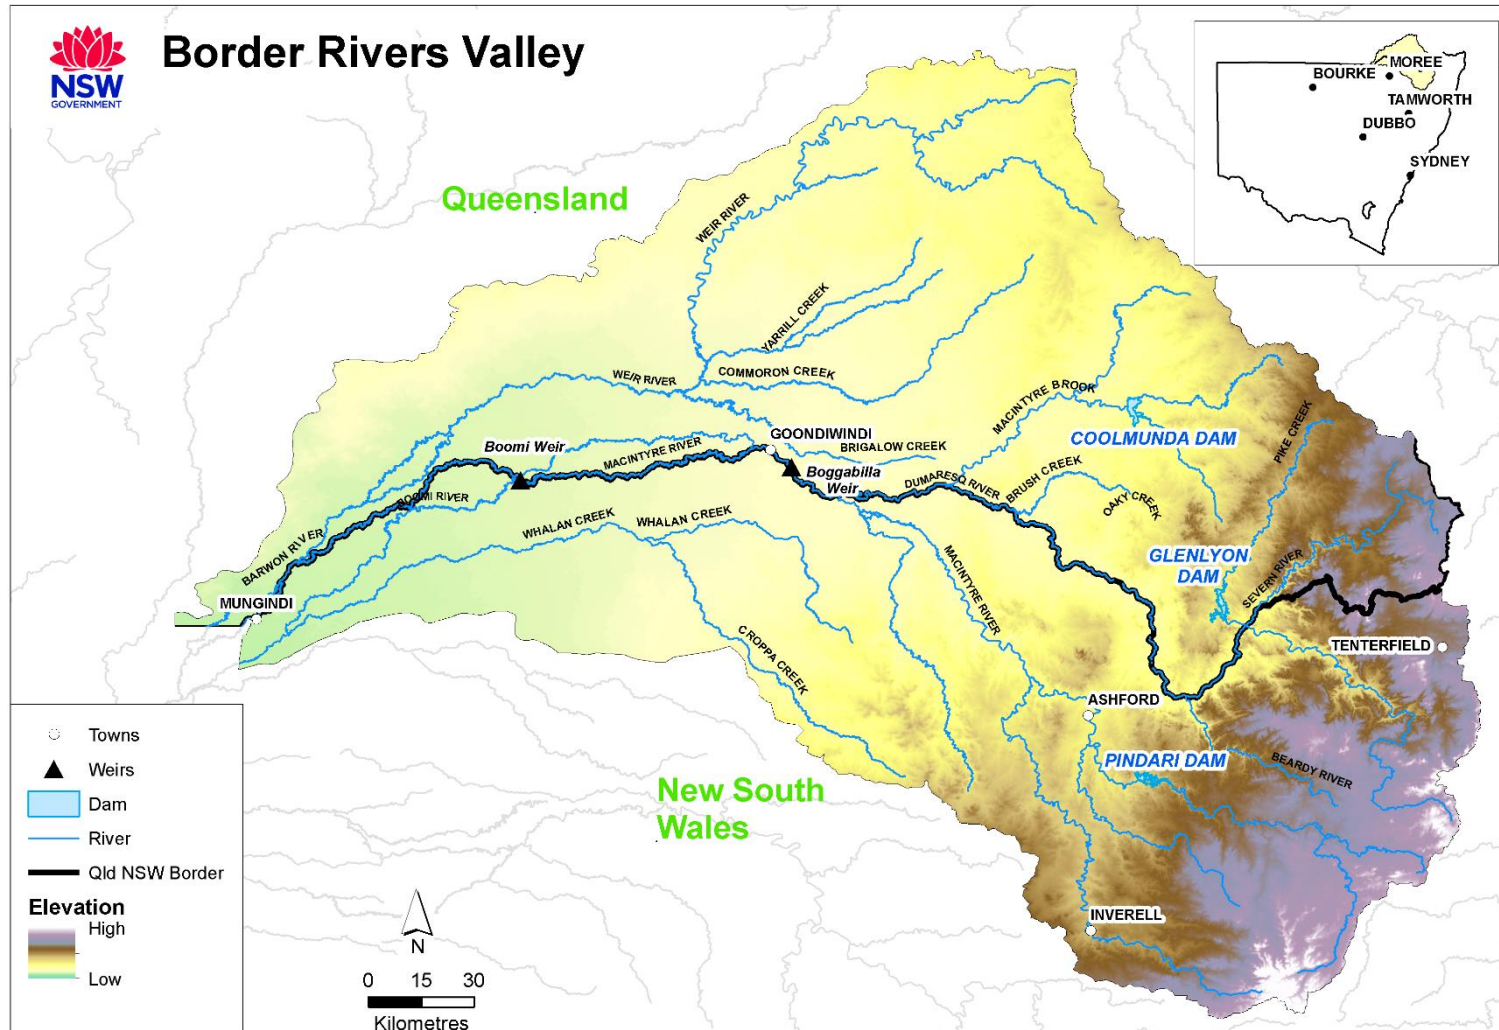 Border Rivers Valley
NSW
GOVERNMENT
BOURKE
MOREE
TAMWORTH
DUBBO
SYDNEY
Queensland
WEIR RIVER
YARRILL CREEK
WEIR RIVER
COMMORON CREEK
MACINTYRE BROOK
COOLMUNDA DAM
PIKE CREEK
GOONDIWINDI
BRIGALOW CREEK
Boomi Weir
MACINTYRE RIVER
Boggabilla
Weir
DUMARESQ RIVER
BRUSH CREEK
OAKY CREEK
BOOMI RIVER
WHALAN CREEK
WHALAN CREEK
BARWON RIVER
MACINTYRE RIVER
GLENLYON
DAM
SEVERN RIVER
MUNGINDI
CROPPA CREEK
TENTERFIELD
ASHFORD
PINDARI DAM
BEARDY RIVER
New South
Wales
INVERELL
Towns
Weirs
Dam
River
Qld NSW Border
Elevation
High
Low
N
0 15 30
Kilometres